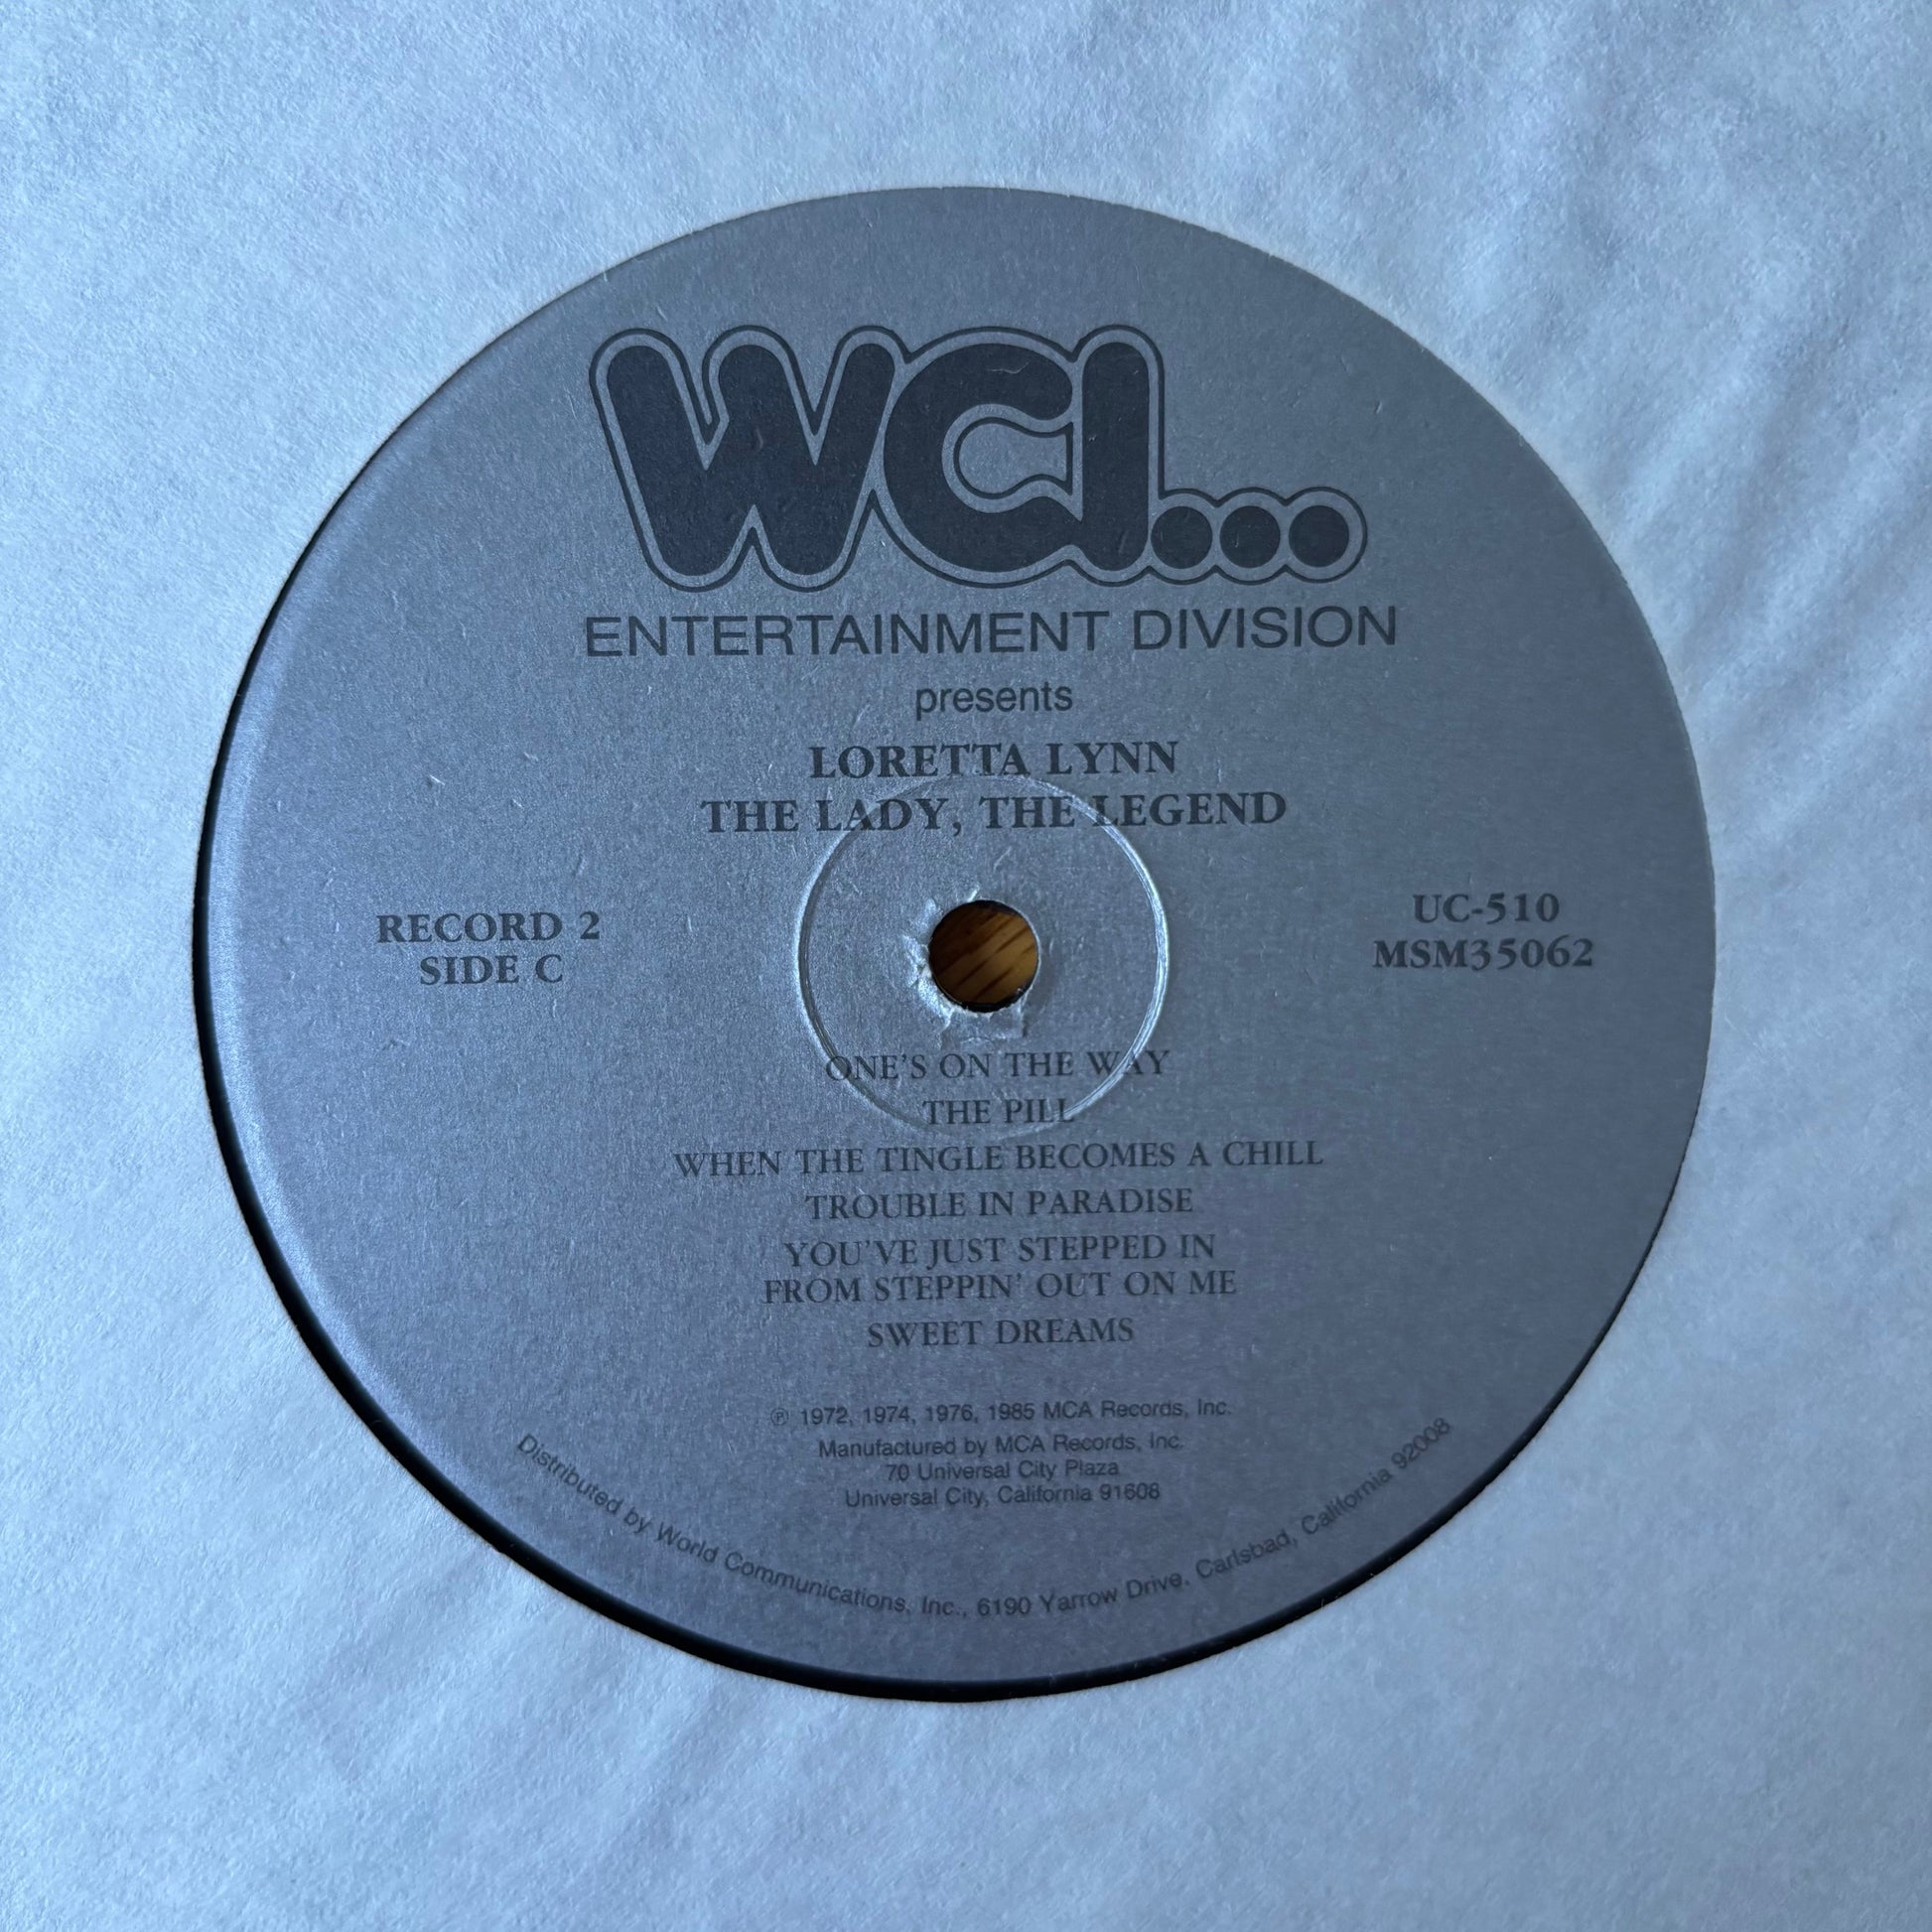 WCI...
ENTERTAINMENT DIVISION
presents
LORETTA LYNN
THE LADY, THE LEGEND
RECORD 2
SIDE C
UC-510
MSM35062
ONE'S ON THE WAY
THE PILL
WHEN THE TINGLE BECOMES A CHILL
TROUBLE IN PARADISE
YOU'VE JUST STEPPED IN
FROM STEPPIN' OUT ON ME
SWEET DREAMS
℗ 1972, 1974, 1976, 1985 MCA Records, Inc.
Manufactured by MCA Records, Inc.
70 Universal City Plaza
Universal City, California 91608
Distributed by World Communications, Inc., 6190 Yarrow Drive, Carlsbad, California 92008